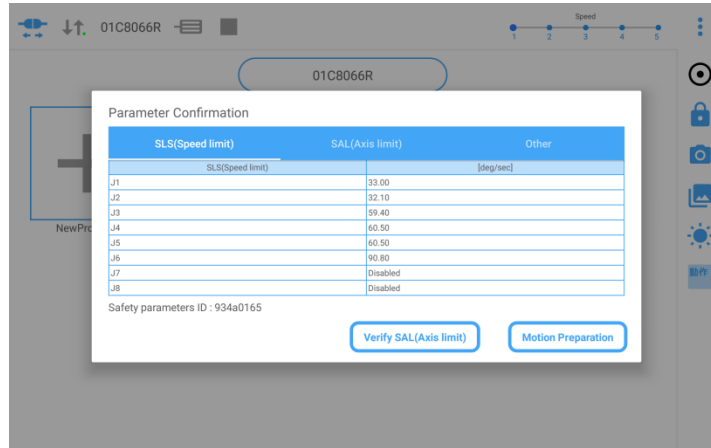 01C8066R
Speed
1 2 3 4 5
01C8066R
Parameter Confirmation
SLS(Speed limit) SAL(Axis limit) Other
SLS(Speed limit) [deg/sec]
J1 33.00
J2 32.10
J3 59.40
J4 60.50
J5 60.50
J6 90.80
J7 Disabled
J8 Disabled
NewPro
動作
Safety parameters ID : 934a0165
Verify SAL(Axis limit) Motion Preparation